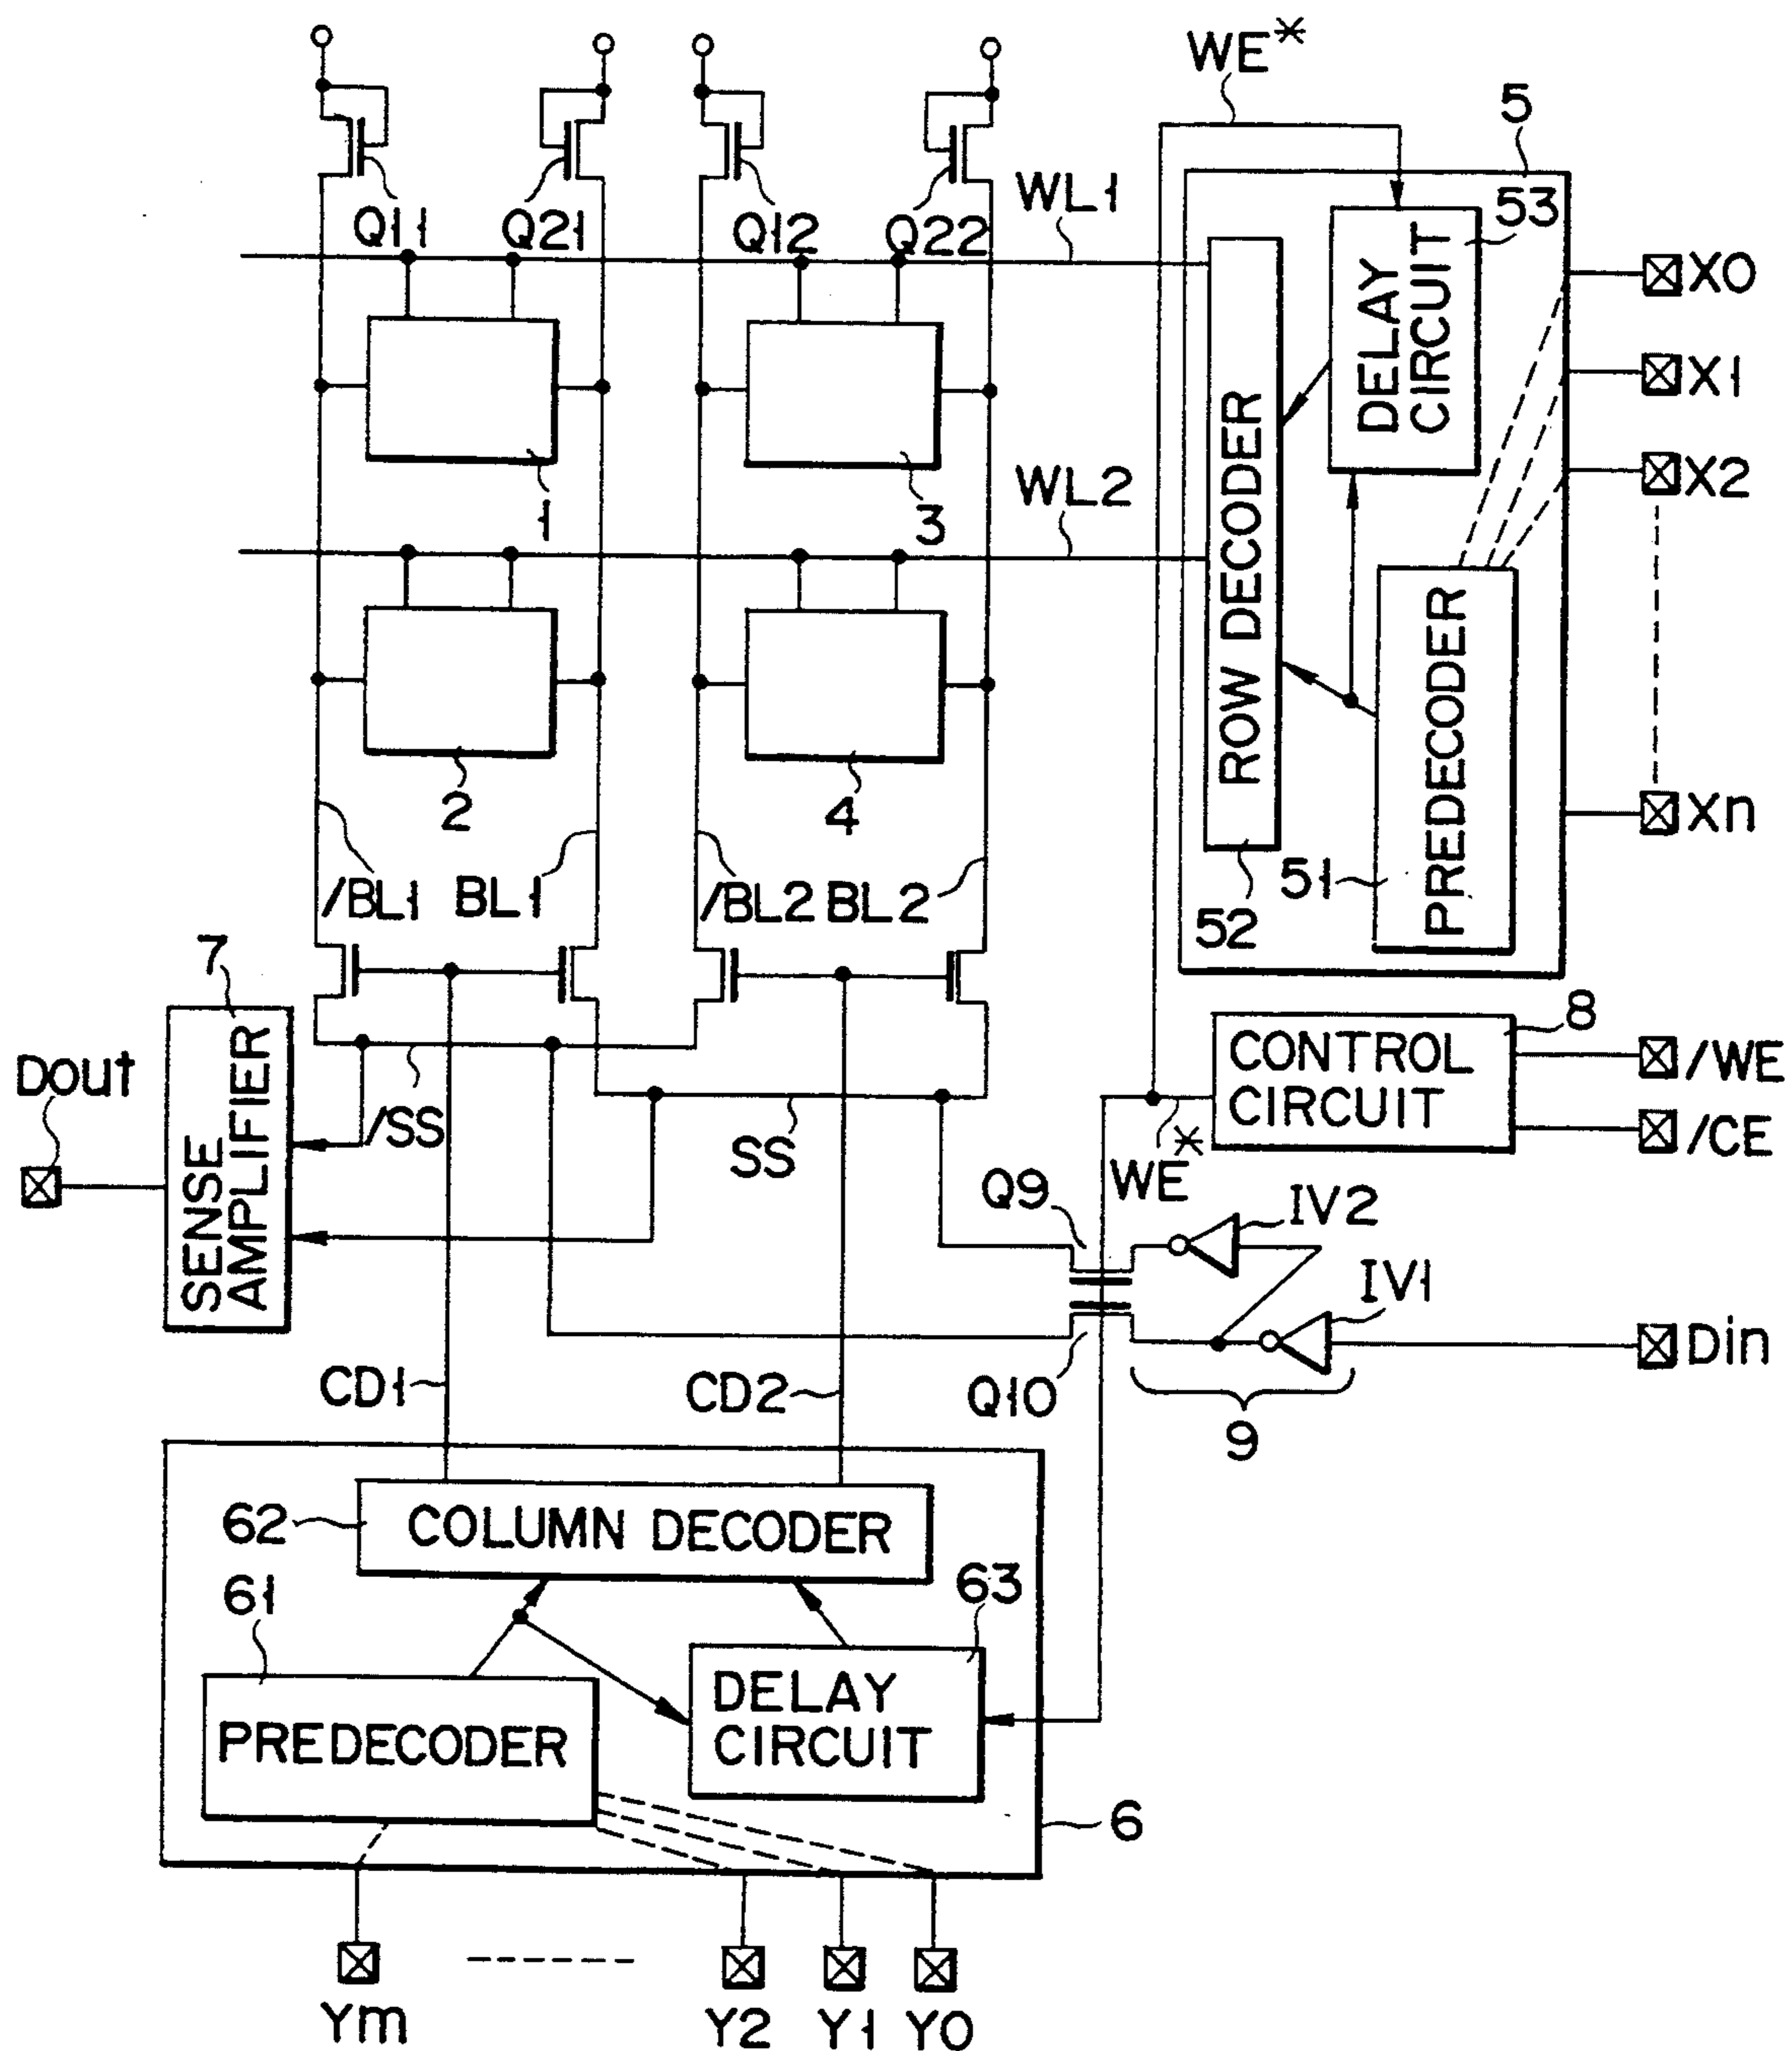 WE*
5
Q11
Q21
Q12
Q22
WL1
53
DELAY
CIRCUIT
X0
X1
X2
Xn
1
3
WL2
ROW DECODER
PREDECODER
2
4
/BL1
BL1
/BL2
BL2
51
52
7
8
Dout
SENSE
AMPLIFIER
/SS
SS
CONTROL
CIRCUIT
/WE
/CE
WE*
Q9
IV2
IV1
Din
Q10
9
CD1
CD2
62
COLUMN DECODER
61
63
PREDECODER
DELAY
CIRCUIT
6
Ym
Y2
Y1
Y0